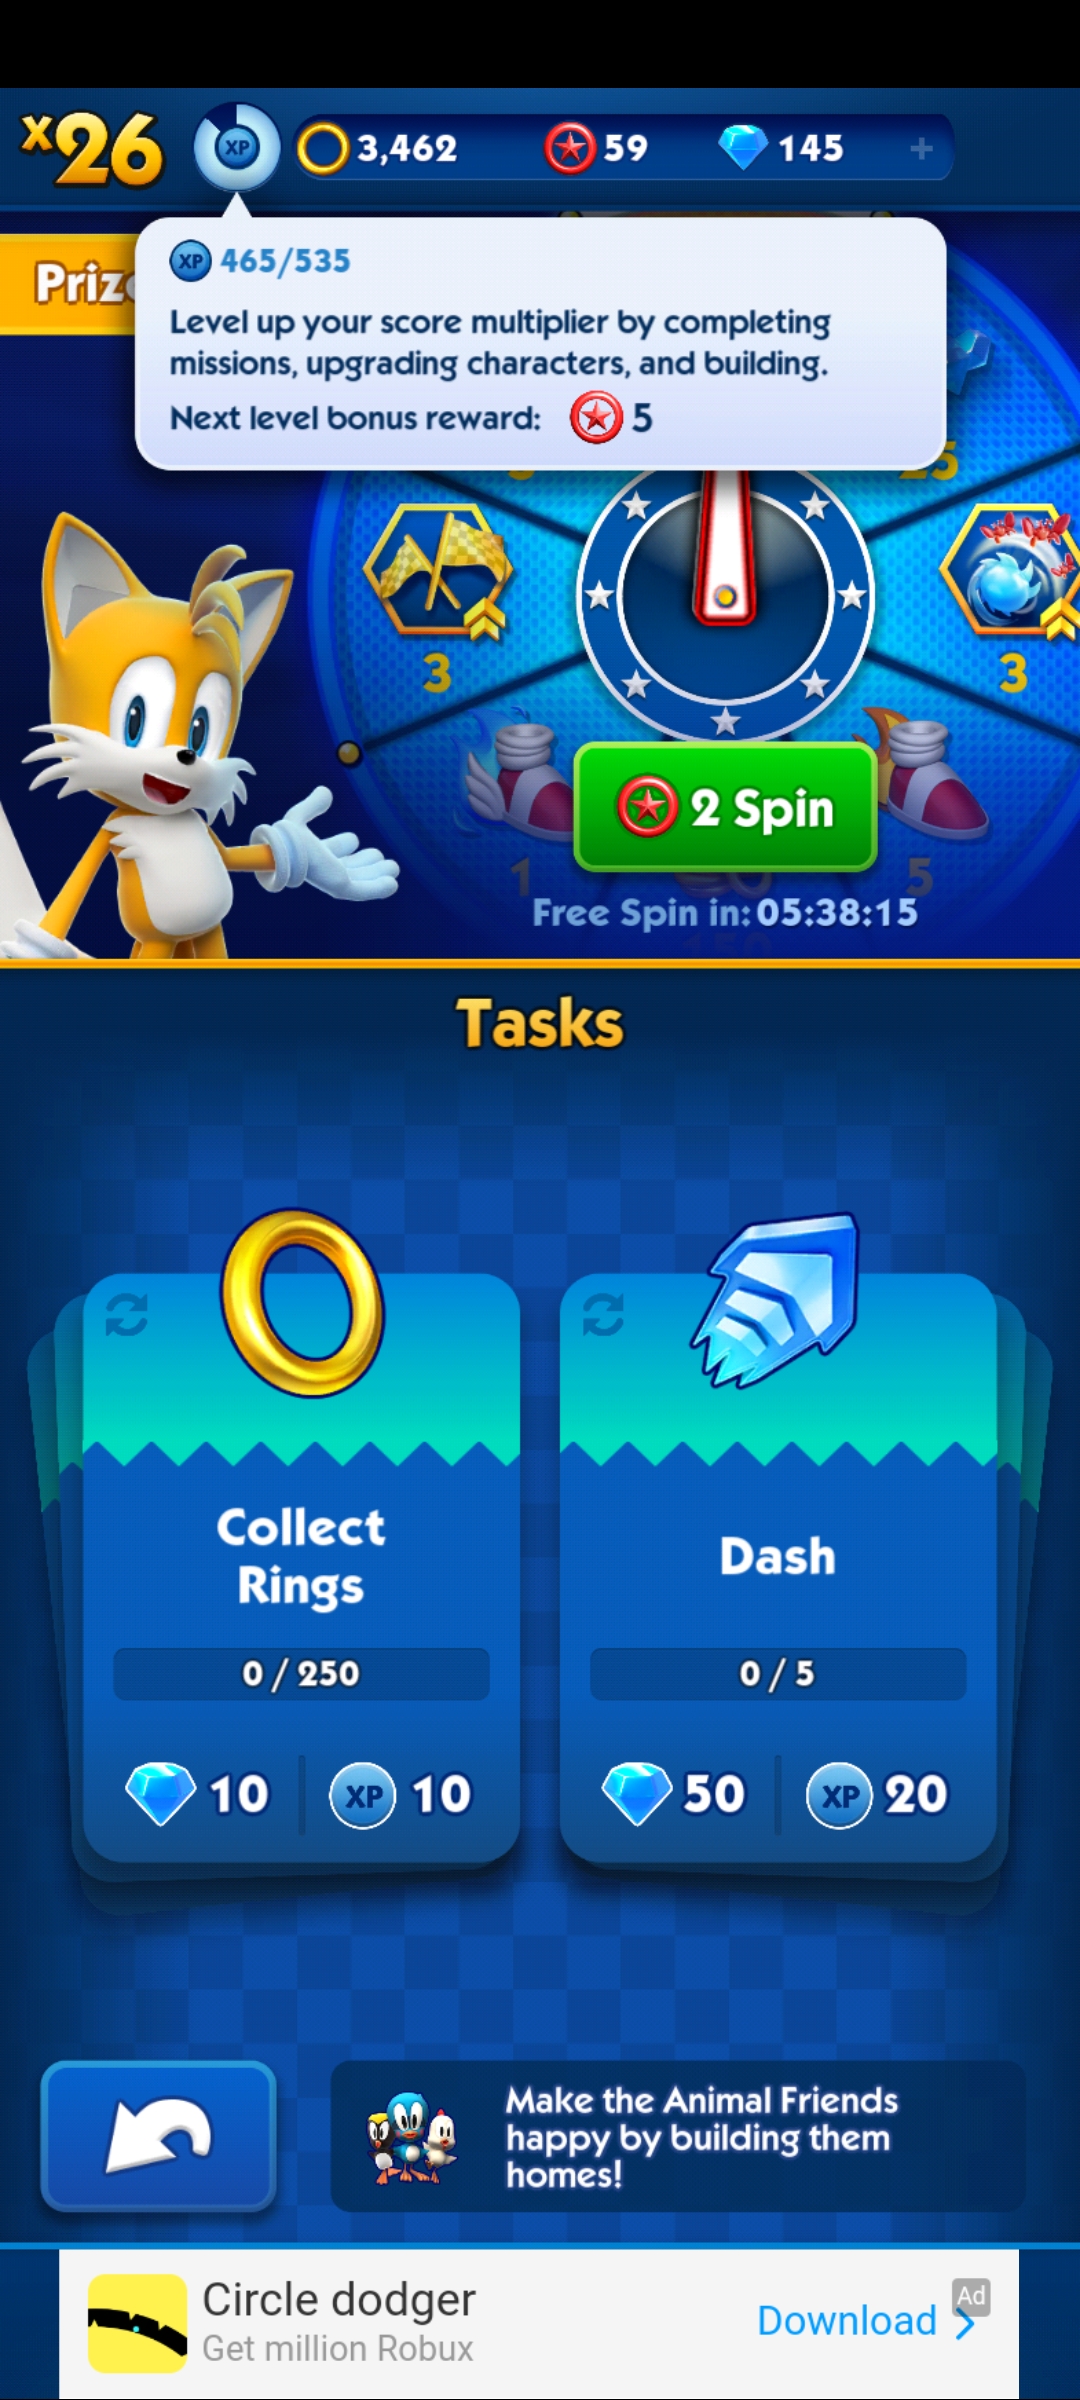 x26
XP
3,462
59
145
+
XP 465/535
Level up your score multiplier by completing
missions, upgrading characters, and building.
Next level bonus reward: 5
25
3
3
2 Spin
1
5
Free Spin in: 05:38:15
Tasks
Collect
Rings
0 / 250
10
XP 10
Dash
0 / 5
50
XP 20
Make the Animal Friends
happy by building them
homes!
Circle dodger
Get million Robux
Download
Ad